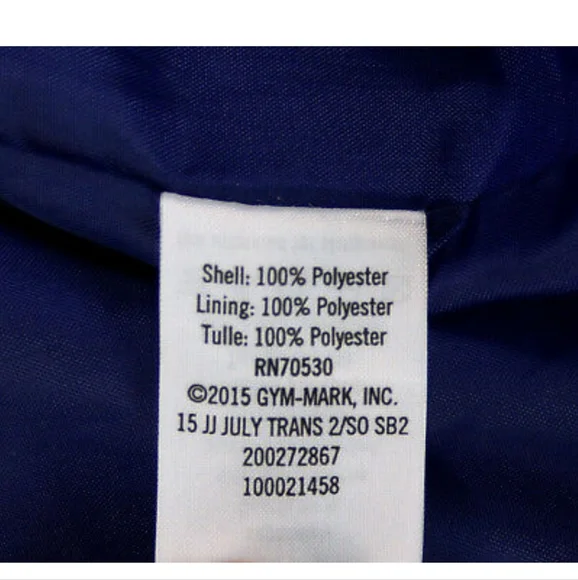 Shell: 100% Polyester
Lining: 100% Polyester
Tulle: 100% Polyester
RN70530
©2015 GYM-MARK, INC.
15 JJ JULY TRANS 2/SO SB2
200272867
100021458